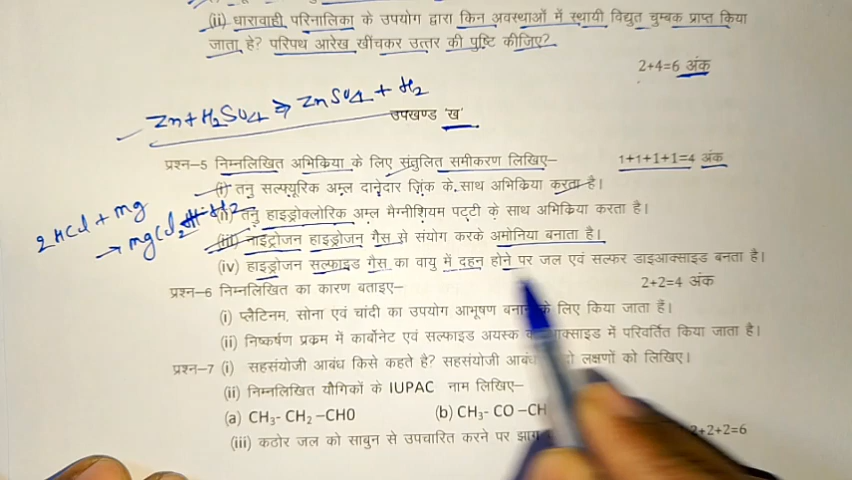 (ii) धारावाही परिनालिका के उपयोग द्वारा किन अवस्थाओं में स्थायी विद्युत चुम्बक प्राप्त किया
जाता है? परिपथ आरेख खींचकर उत्तर की पुष्टि कीजिए?
2+4=6 अंक
Zn + H2SO4 → ZnSO4 + H2
उपखण्ड 'ख'
प्रश्न–5 निम्नलिखित अभिक्रिया के लिए संतुलित समीकरण लिखिए– 1+1+1+1=4 अंक
(i) तनु सल्फ्यूरिक अम्ल दानेदार ज़िंक के साथ अभिक्रिया करता है।
2HCl + mg
(ii) तनु हाइड्रोक्लोरिक अम्ल मैग्नीशियम पट्टी के साथ अभिक्रिया करता है।
→ mgCl2 + H2
(iii) नाईट्रोजन हाइड्रोजन गैस से संयोग करके अमोनिया बनाता है।
(iv) हाइड्रोजन सल्फाइड गैस का वायु में दहन होने पर जल एवं सल्फर डाइआक्साइड बनता है।
प्रश्न–6 निम्नलिखित का कारण बताइए– 2+2=4 अंक
(i) प्लैटिनम, सोना एवं चांदी का उपयोग आभूषण बनाने के लिए किया जाता है।
(ii) निष्कर्षण प्रक्रम में कार्बोनेट एवं सल्फाइड अयस्क को में परिवर्तित किया जाता है।
प्रश्न–7 (i) सहसंयोजी आबंध किसे कहते है? सहसंयोजी आबंध दो लक्षणों को लिखिए।
(ii) निम्नलिखित यौगिकों के IUPAC नाम लिखिए–
(a) CH3- CH2 –CHO (b) CH3- CO –CH
(iii) कठोर जल को साबुन से उपचारित करने पर झाग 2+2+2=6